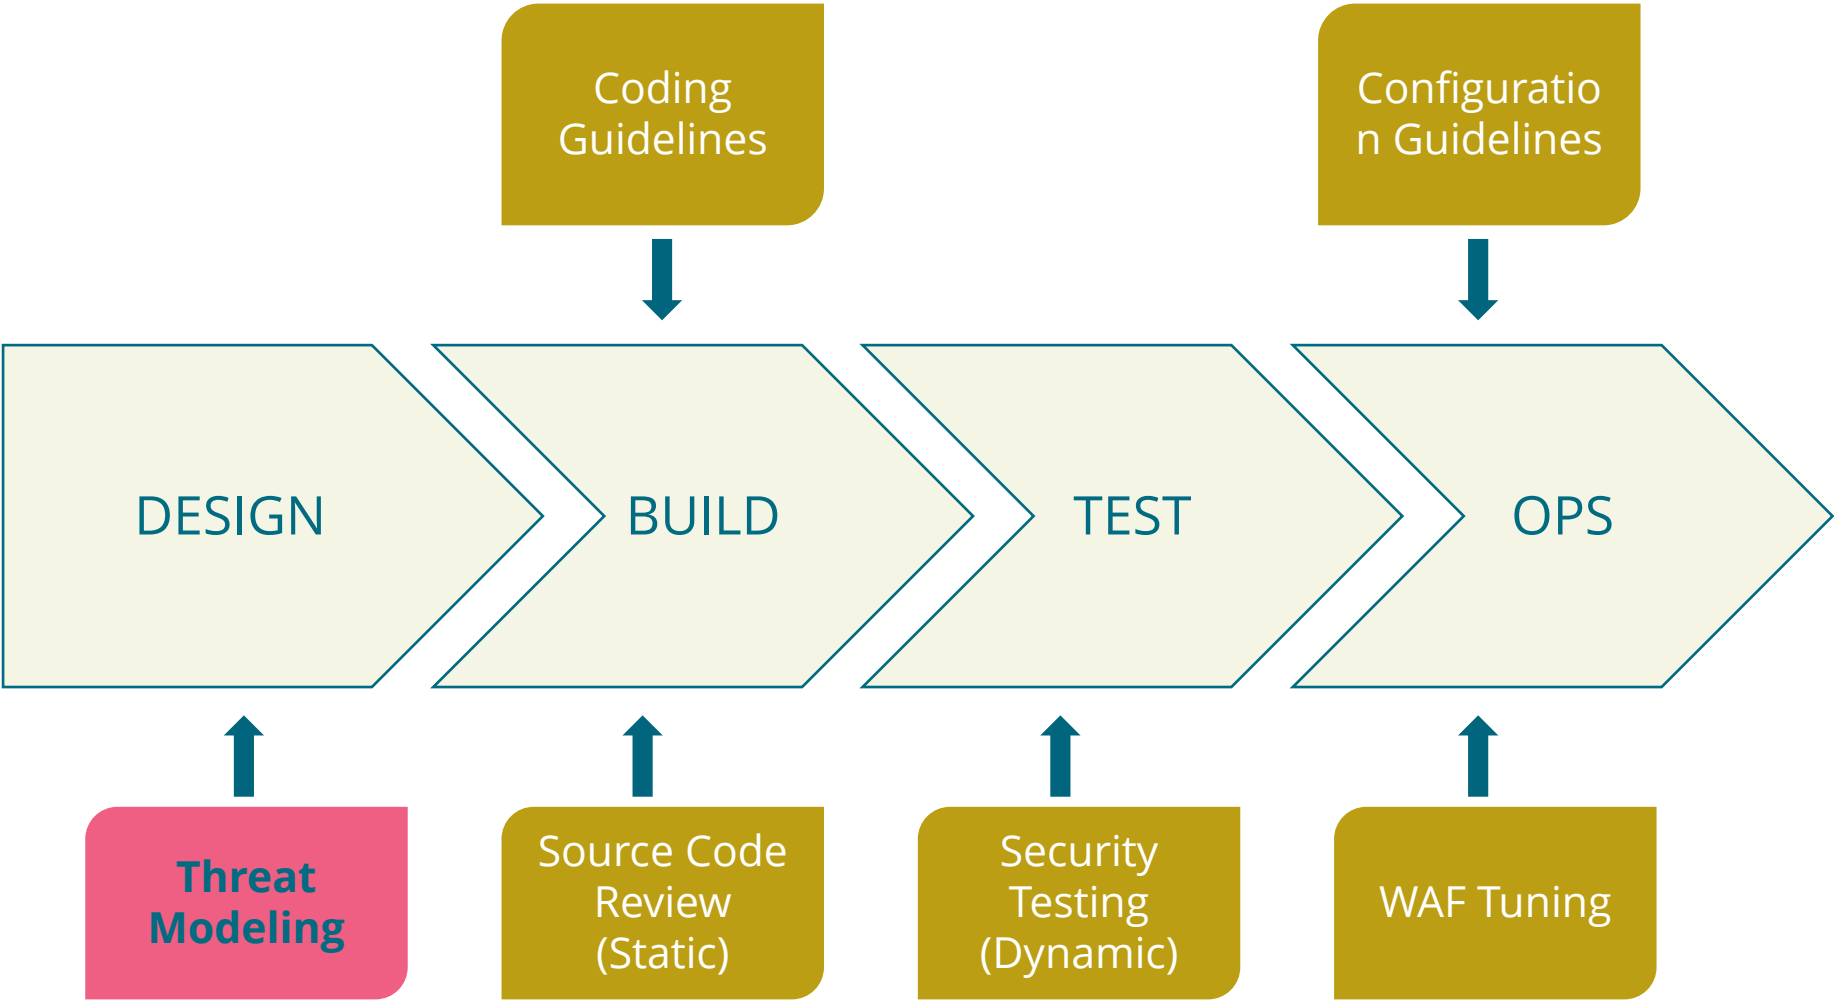 Coding
Guidelines
Configuratio
n Guidelines
DESIGN
BUILD
TEST
OPS
Threat
Modeling
Source Code
Review
(Static)
Security
Testing
(Dynamic)
WAF Tuning